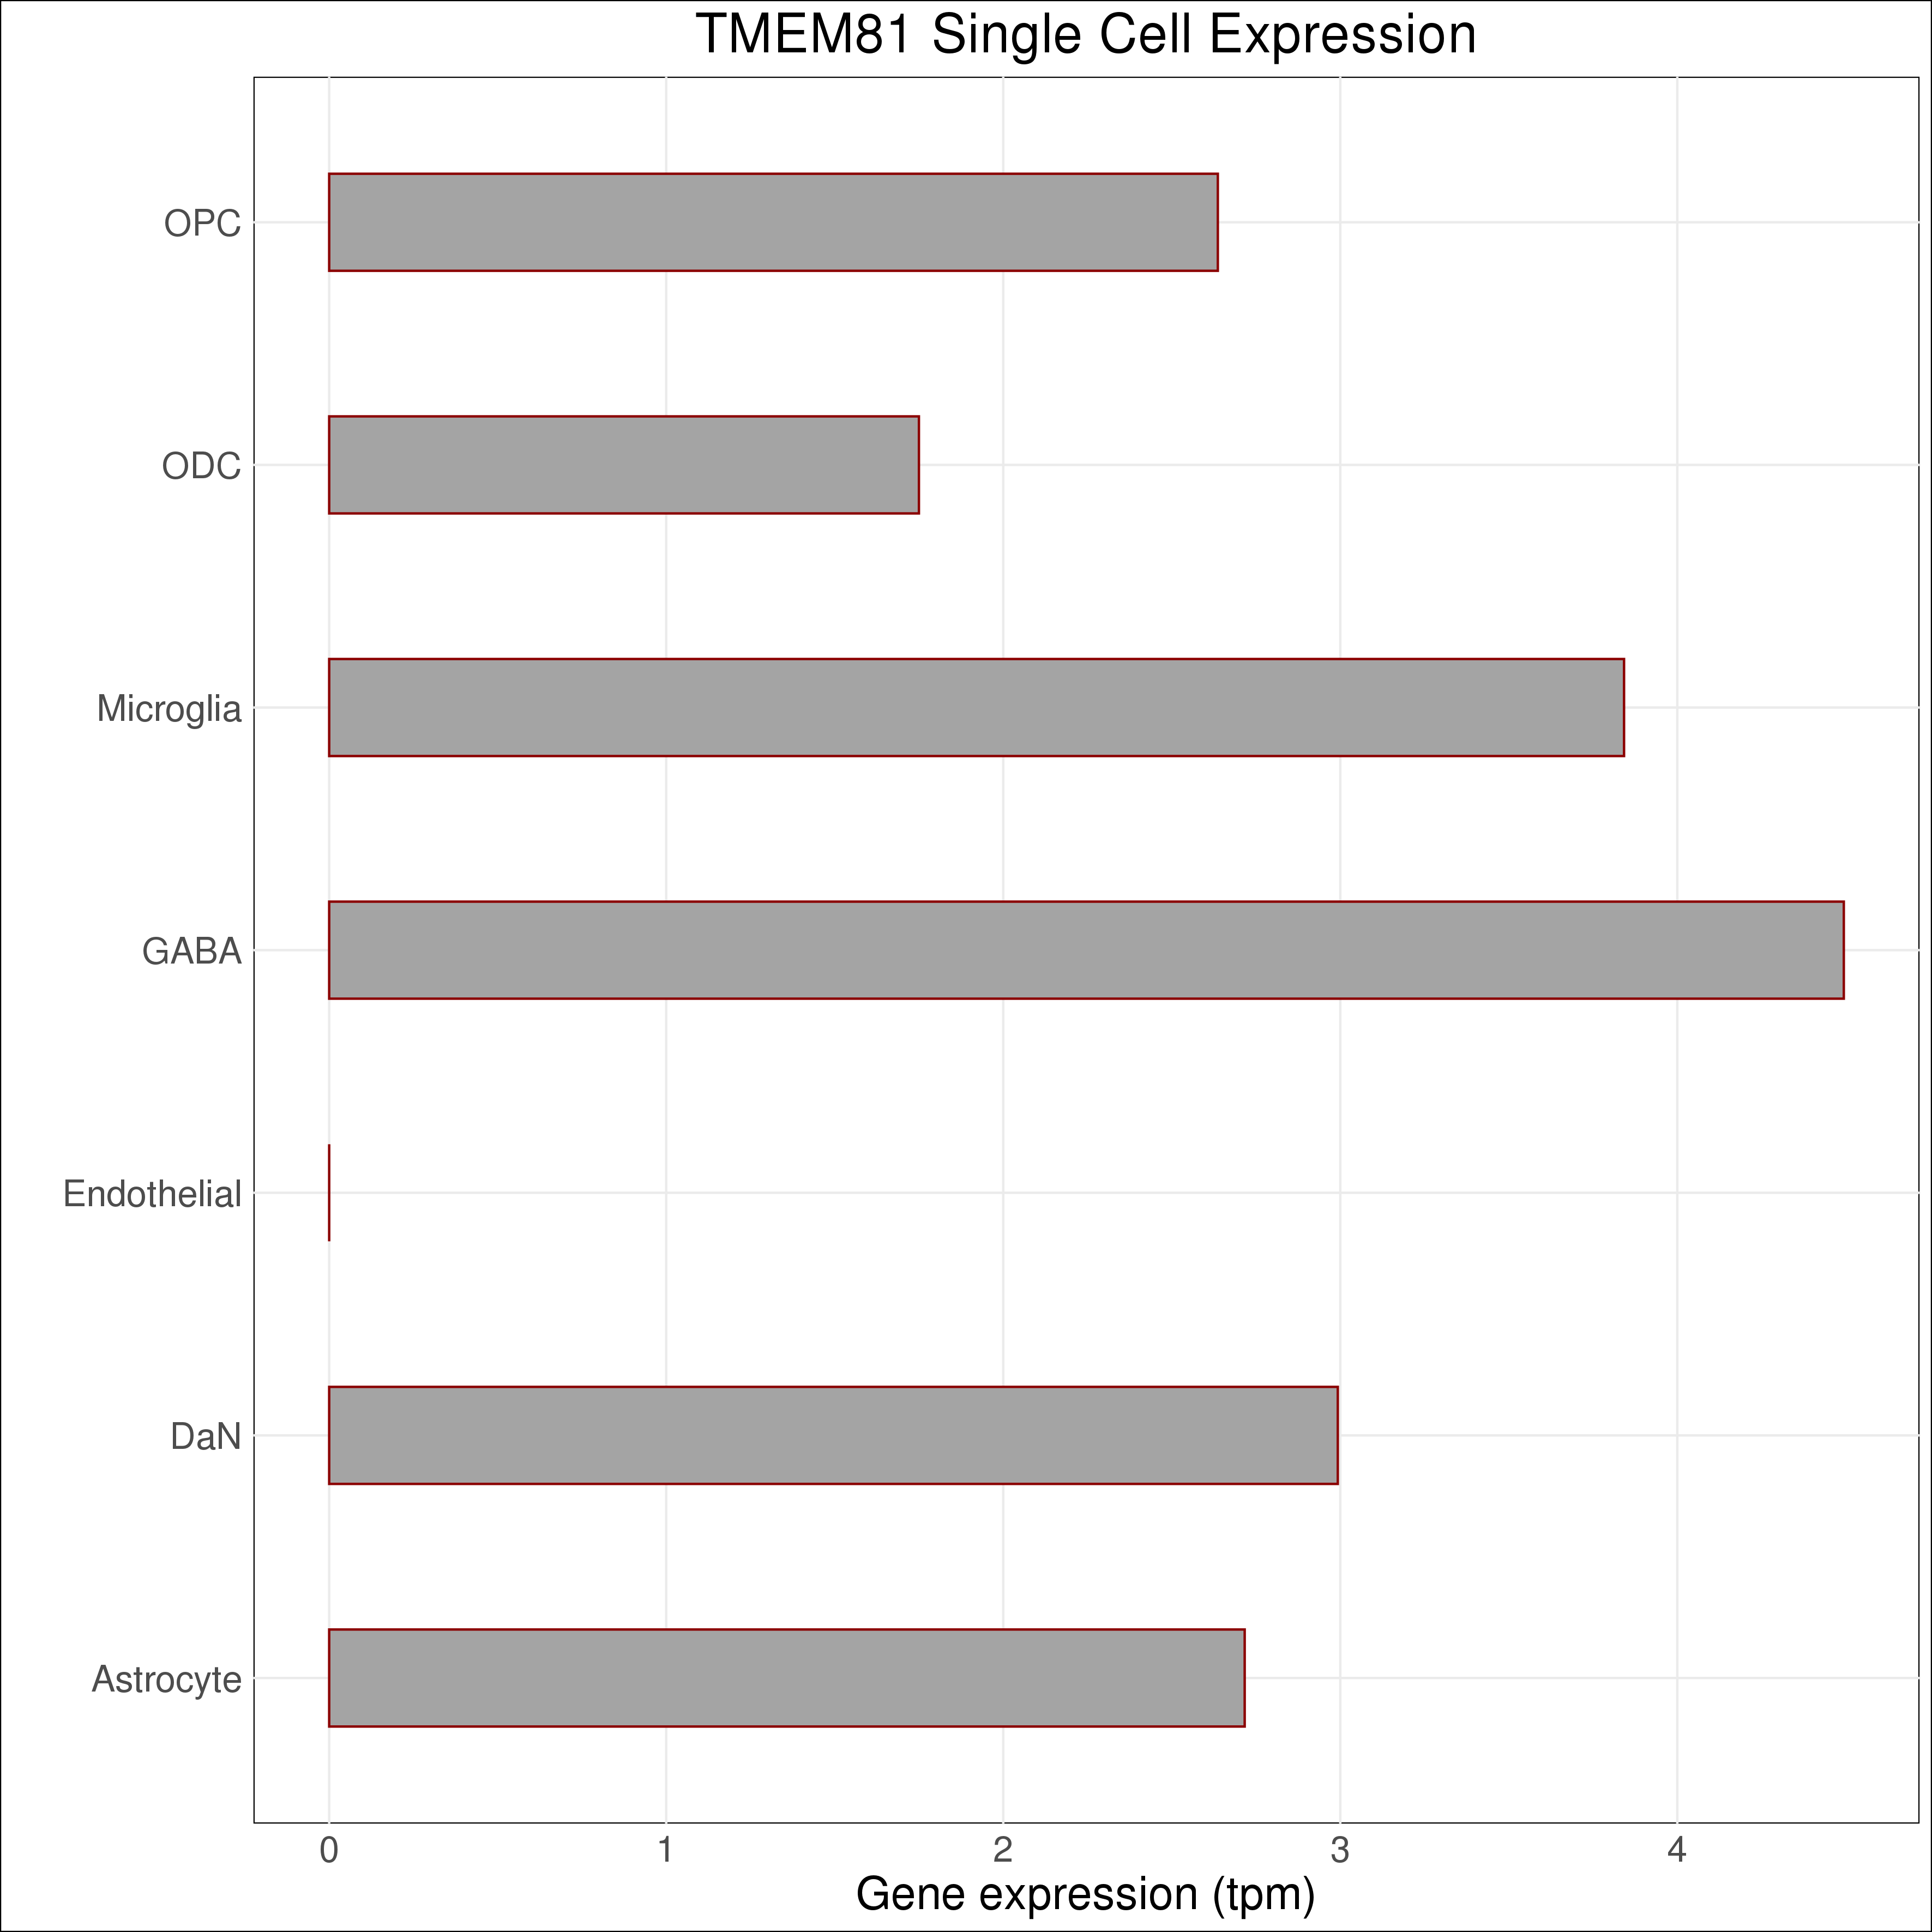 TMEM81 Single Cell Expression
OPC
ODC
Microglia
GABA
Endothelial
DaN
Astrocyte
0 1 2 3 4
Gene expression (tpm)